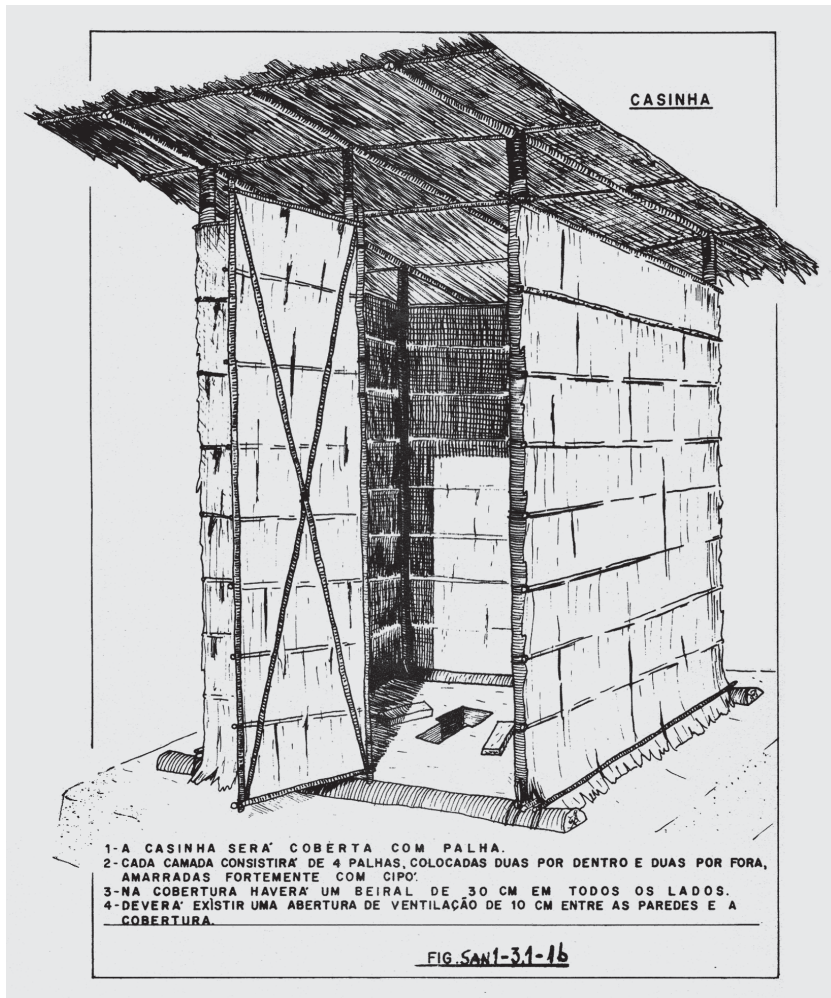 CASINHA
1-A CASINHA SERÁ COBERTA COM PALHA.
2-CADA CAMADA CONSISTIRÁ DE 4 PALHAS, COLOCADAS DUAS POR DENTRO E DUAS POR FORA,
AMARRADAS FORTEMENTE COM CIPÓ.
3-NA COBERTURA HAVERÁ UM BEIRAL DE 30 CM EM TODOS OS LADOS.
4-DEVERÁ EXISTIR UMA ABERTURA DE VENTILAÇÃO DE 10 CM ENTRE AS PAREDES E A
COBERTURA.
FIG. SAN1-3.1-16